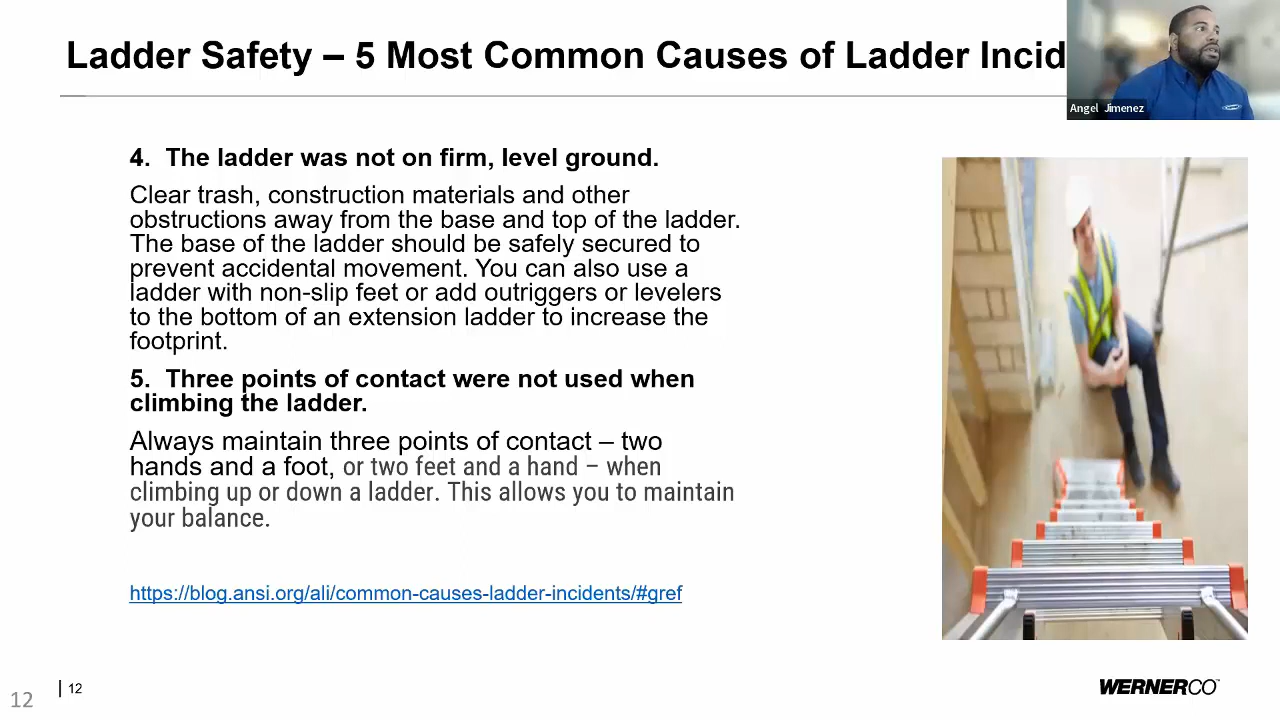 Ladder Safety – 5 Most Common Causes of Ladder Incid
Angel Jimenez
4. The ladder was not on firm, level ground.
Clear trash, construction materials and other
obstructions away from the base and top of the ladder.
The base of the ladder should be safely secured to
prevent accidental movement. You can also use a
ladder with non-slip feet or add outriggers or levelers
to the bottom of an extension ladder to increase the
footprint.
5. Three points of contact were not used when
climbing the ladder.
Always maintain three points of contact – two
hands and a foot, or two feet and a hand – when
climbing up or down a ladder. This allows you to maintain
your balance.
https://blog.ansi.org/ali/common-causes-ladder-incidents/#gref
12
12
WERNERCO